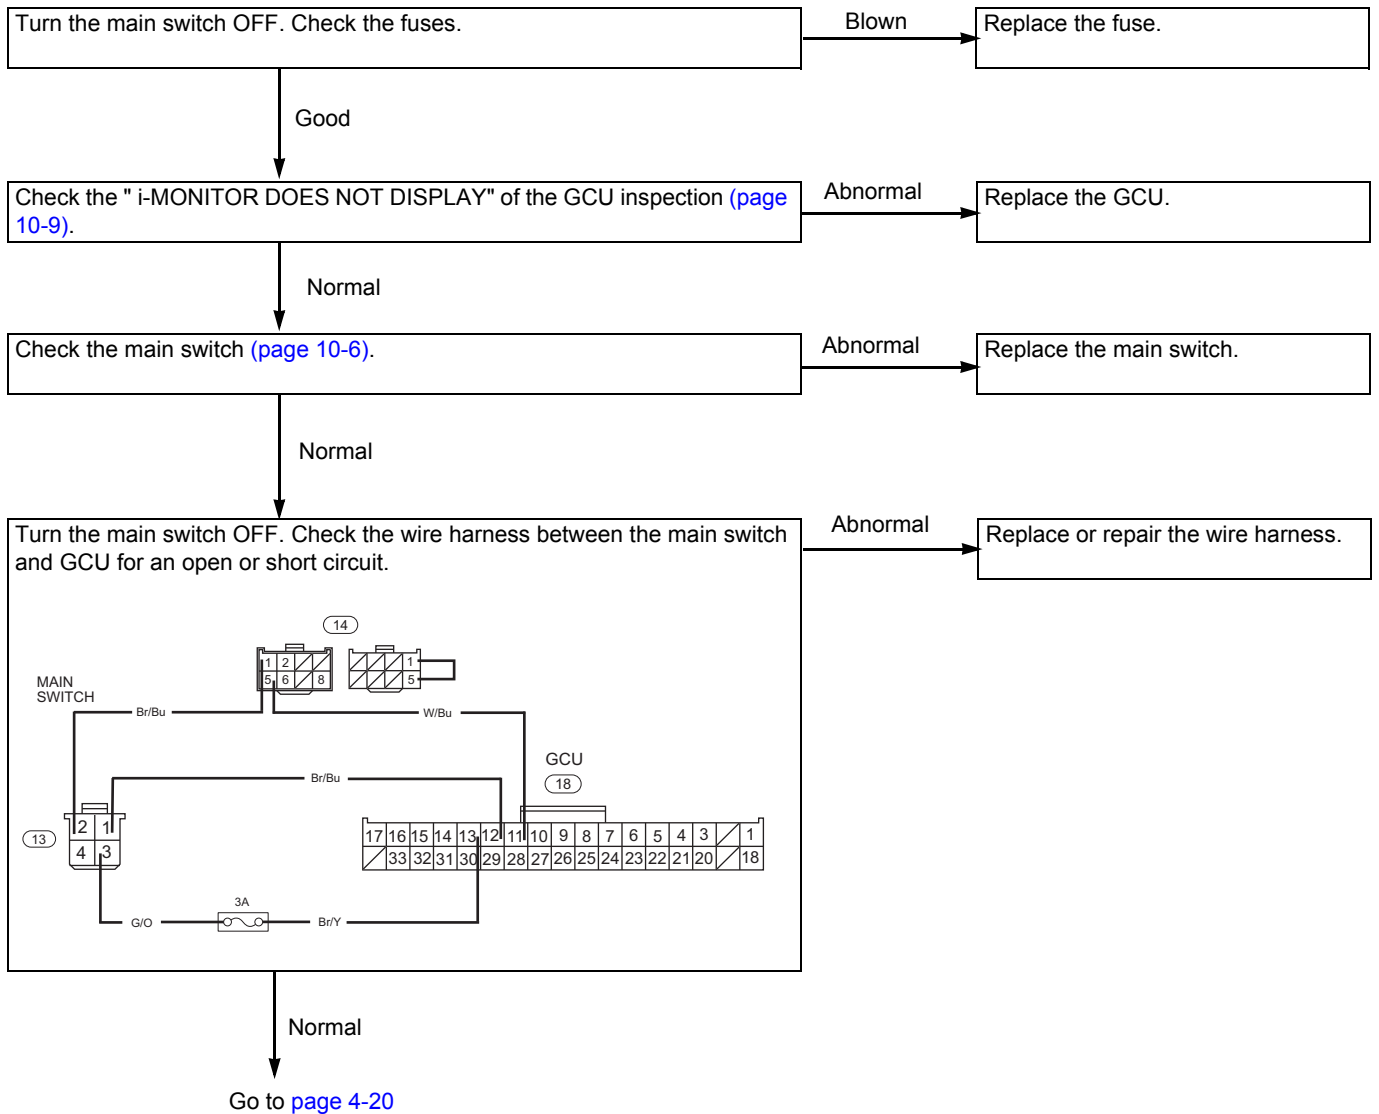 Turn the main switch OFF. Check the fuses.
Blown
Replace the fuse.
Good
Check the " i-MONITOR DOES NOT DISPLAY" of the GCU inspection (page
10-9).
Abnormal
Replace the GCU.
Normal
Check the main switch (page 10-6).
Abnormal
Replace the main switch.
Normal
Turn the main switch OFF. Check the wire harness between the main switch
and GCU for an open or short circuit.
Abnormal
Replace or repair the wire harness.
14
1 2
5 6 8
1
5
MAIN
SWITCH
Br/Bu
W/Bu
GCU
18
Br/Bu
13
2 1
4 3
17 16 15 14 13 12 11 10 9 8 7 6 5 4 3 1
33 32 31 30 29 28 27 26 25 24 23 22 21 20 18
3A
G/O
Br/Y
Normal
Go to page 4-20